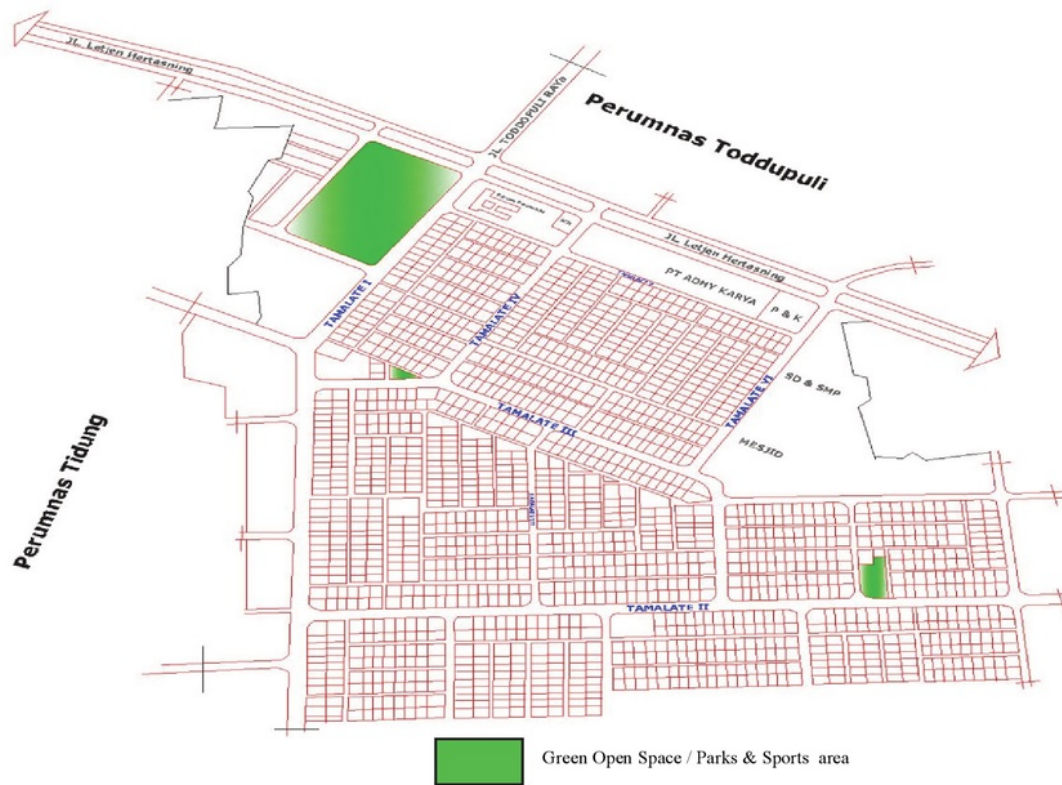 JL. Letjen Hertasning
JL. TODDOPULI RAYA
Perumnas Toddupuli
JL. Letjen Hertasning
PT ADHY KARYA
P & K
TAMALATE I
TAMALATE IV
TAMALATE VI
SD & SMP
TAMALATE III
MESJID
Perumnas Tidung
TAMALATE II
Green Open Space / Parks & Sports area